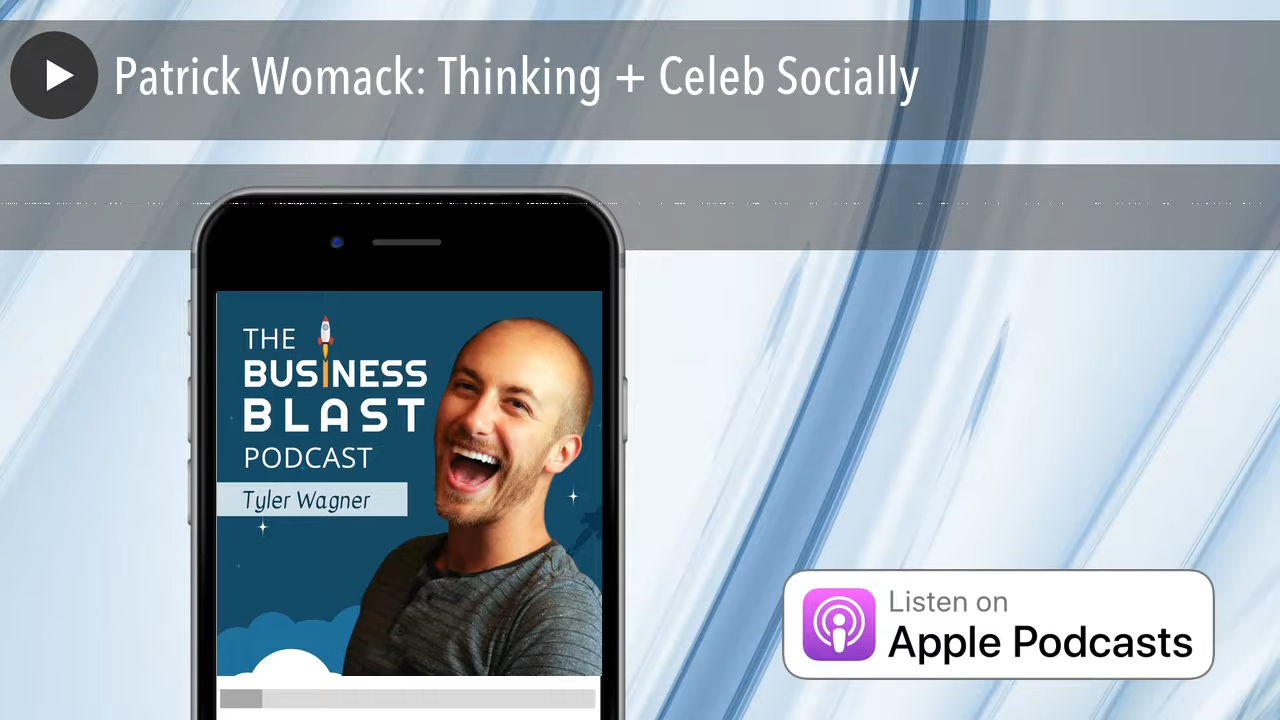 Patrick Womack: Thinking + Celeb Socially
THE
BUSINESS
BLAST
PODCAST
Tyler Wagner
Listen on
Apple Podcasts